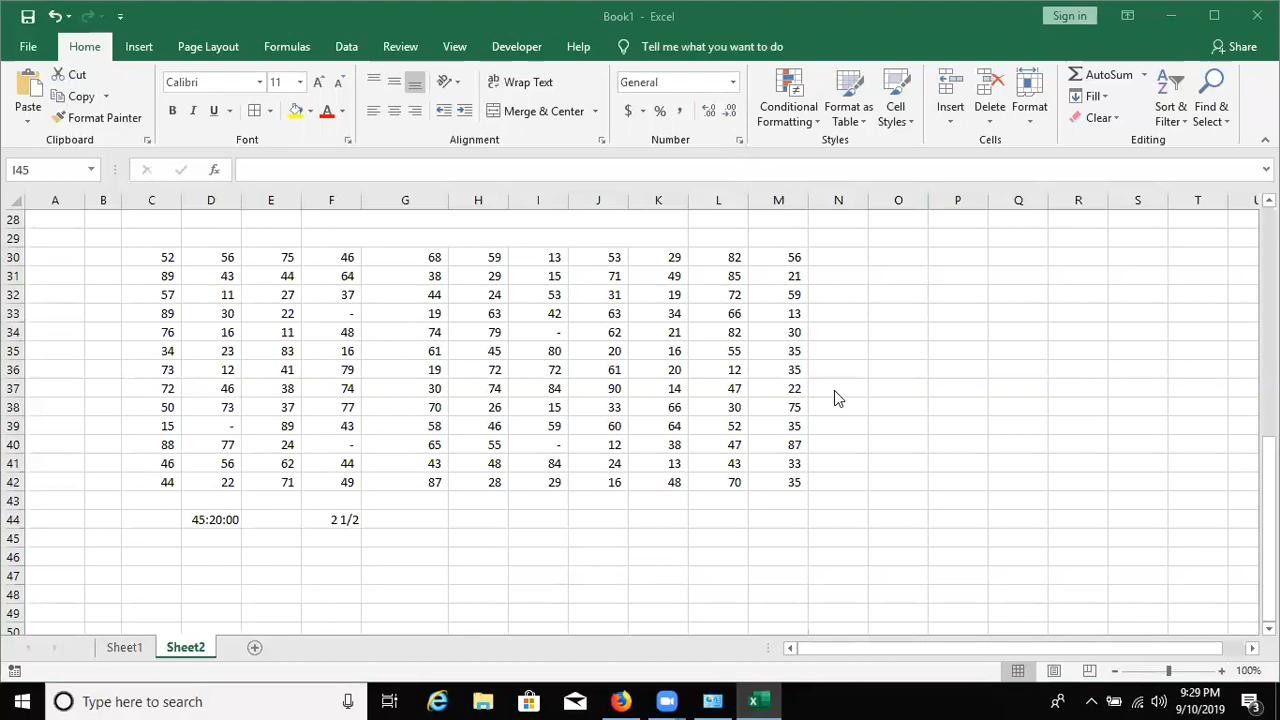 Book1 - Excel
Sign in
File Home Insert Page Layout Formulas Data Review View Developer Help Tell me what you want to do Share
Paste Cut Copy Format Painter
Calibri 11
B I U A A
Wrap Text
Merge & Center
General
$ % ,
Conditional Formatting Format as Table Cell Styles
Insert Delete Format
AutoSum Fill Clear
Sort & Filter Find & Select
Clipboard Font Alignment Number Styles Cells Editing
I45 fx
A B C D E F G H I J K L M N O P Q R S T U
28
29
30 52 56 75 46 68 59 13 53 29 82 56
31 89 43 44 64 38 29 15 71 49 85 21
32 57 11 27 37 44 24 53 31 19 72 59
33 89 30 22 - 19 63 42 63 34 66 13
34 76 16 11 48 74 79 - 62 21 82 30
35 34 23 83 16 61 45 80 20 16 55 35
36 73 12 41 79 19 72 72 61 20 12 35
37 72 46 38 74 30 74 84 90 14 47 22
38 50 73 37 77 70 26 15 33 66 30 75
39 15 - 89 43 58 46 59 60 64 52 35
40 88 77 24 - 65 55 - 12 38 47 87
41 46 56 62 44 43 48 84 24 13 43 33
42 44 22 71 49 87 28 29 16 48 70 35
43
44 45:20:00 2 1/2
45
46
47
48
49
50
Sheet1 Sheet2
100%
Type here to search
9:29 PM
9/10/2019
3